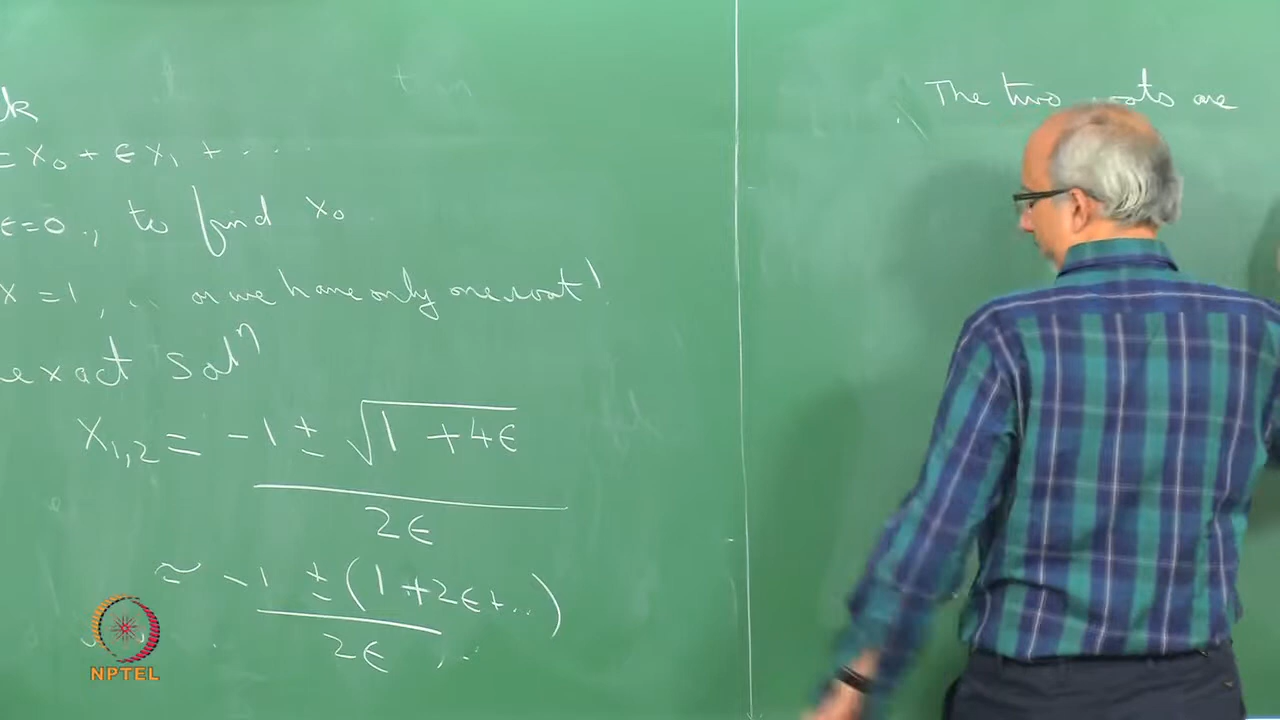 k
= x₀ + ϵ x₁ + ....
ϵ=0, to find x₀.
x = 1, .. or we have only one root!
exact solⁿ
x₁,₂ = (-1 ± √(1 + 4ϵ)) / 2ϵ
≈ (-1 ± (1 + 2ϵ + ...)) / 2ϵ , ..
NPTEL
The two are